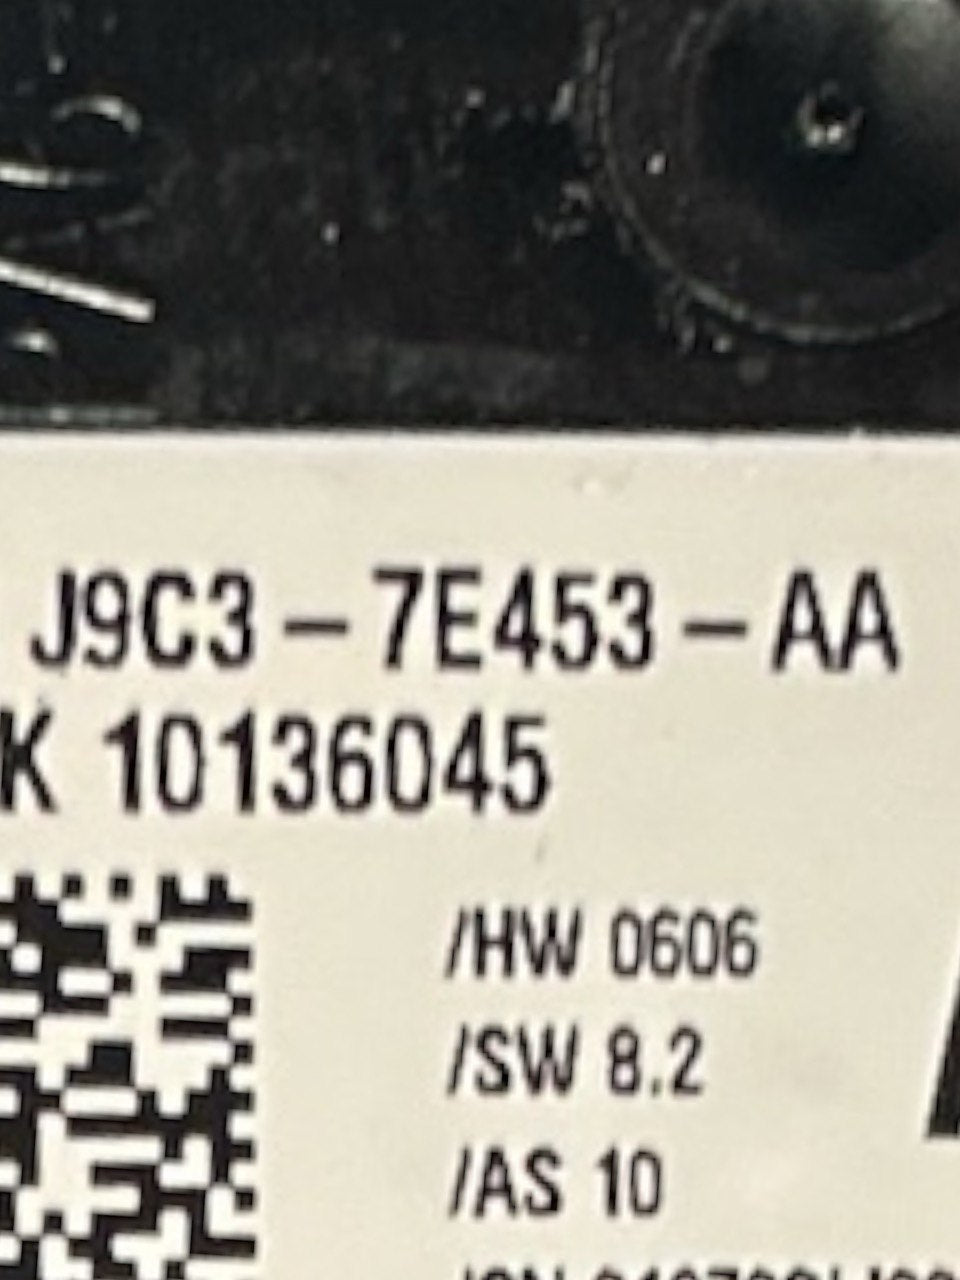 J9C3-7E453-AA
K 10136045
/HW 0606
/SW 8.2
/AS 10